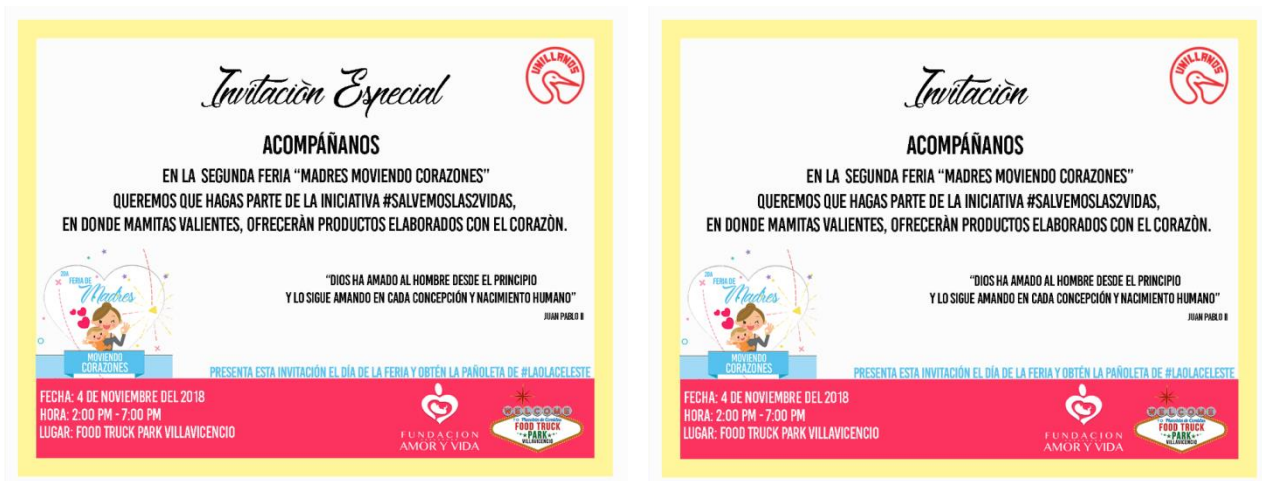 Invitaciòn Especial
UNILLANOS
ACOMPÁÑANOS
EN LA SEGUNDA FERIA “MADRES MOVIENDO CORAZONES”
QUEREMOS QUE HAGAS PARTE DE LA INICIATIVA #SALVEMOSLAS2VIDAS,
EN DONDE MAMITAS VALIENTES, OFRECERÀN PRODUCTOS ELABORADOS CON EL CORAZÒN.
2DA
FERIA DE
Madres
MOVIENDO
CORAZONES
“DIOS HA AMADO AL HOMBRE DESDE EL PRINCIPIO
Y LO SIGUE AMANDO EN CADA CONCEPCIÓN Y NACIMIENTO HUMANO”
JUAN PABLO II
PRESENTA ESTA INVITACIÓN EL DÍA DE LA FERIA Y OBTÉN LA PAÑOLETA DE #LAOLACELESTE
FECHA: 4 DE NOVIEMBRE DEL 2018
HORA: 2:00 PM - 7:00 PM
LUGAR: FOOD TRUCK PARK VILLAVICENCIO
FUNDACION
AMOR Y VIDA
WELCOME
FOOD TRUCK
PARK
VILLAVICENCIO
Invitaciòn
UNILLANOS
ACOMPÁÑANOS
EN LA SEGUNDA FERIA “MADRES MOVIENDO CORAZONES”
QUEREMOS QUE HAGAS PARTE DE LA INICIATIVA #SALVEMOSLAS2VIDAS,
EN DONDE MAMITAS VALIENTES, OFRECERÀN PRODUCTOS ELABORADOS CON EL CORAZÒN.
2DA
FERIA DE
Madres
MOVIENDO
CORAZONES
“DIOS HA AMADO AL HOMBRE DESDE EL PRINCIPIO
Y LO SIGUE AMANDO EN CADA CONCEPCIÓN Y NACIMIENTO HUMANO”
JUAN PABLO II
PRESENTA ESTA INVITACIÓN EL DÍA DE LA FERIA Y OBTÉN LA PAÑOLETA DE #LAOLACELESTE
FECHA: 4 DE NOVIEMBRE DEL 2018
HORA: 2:00 PM - 7:00 PM
LUGAR: FOOD TRUCK PARK VILLAVICENCIO
FUNDACION
AMOR Y VIDA
WELCOME
FOOD TRUCK
PARK
VILLAVICENCIO